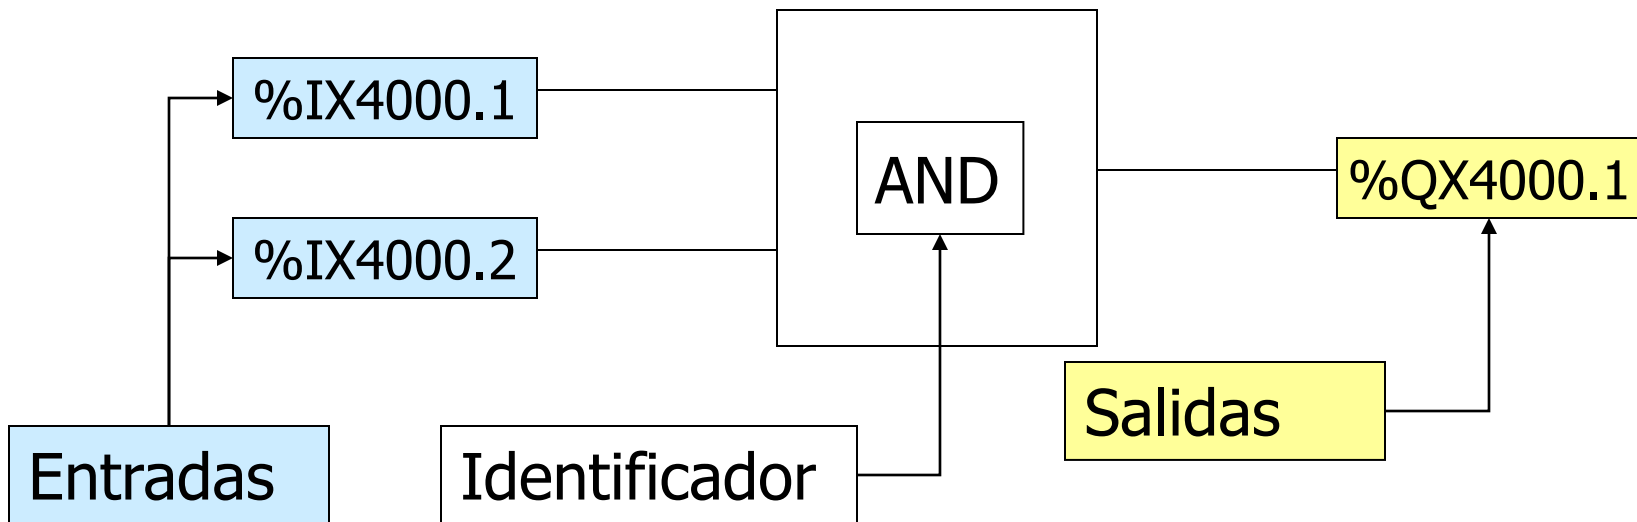 %IX4000.1
%IX4000.2
AND
%QX4000.1
Entradas
Identificador
Salidas